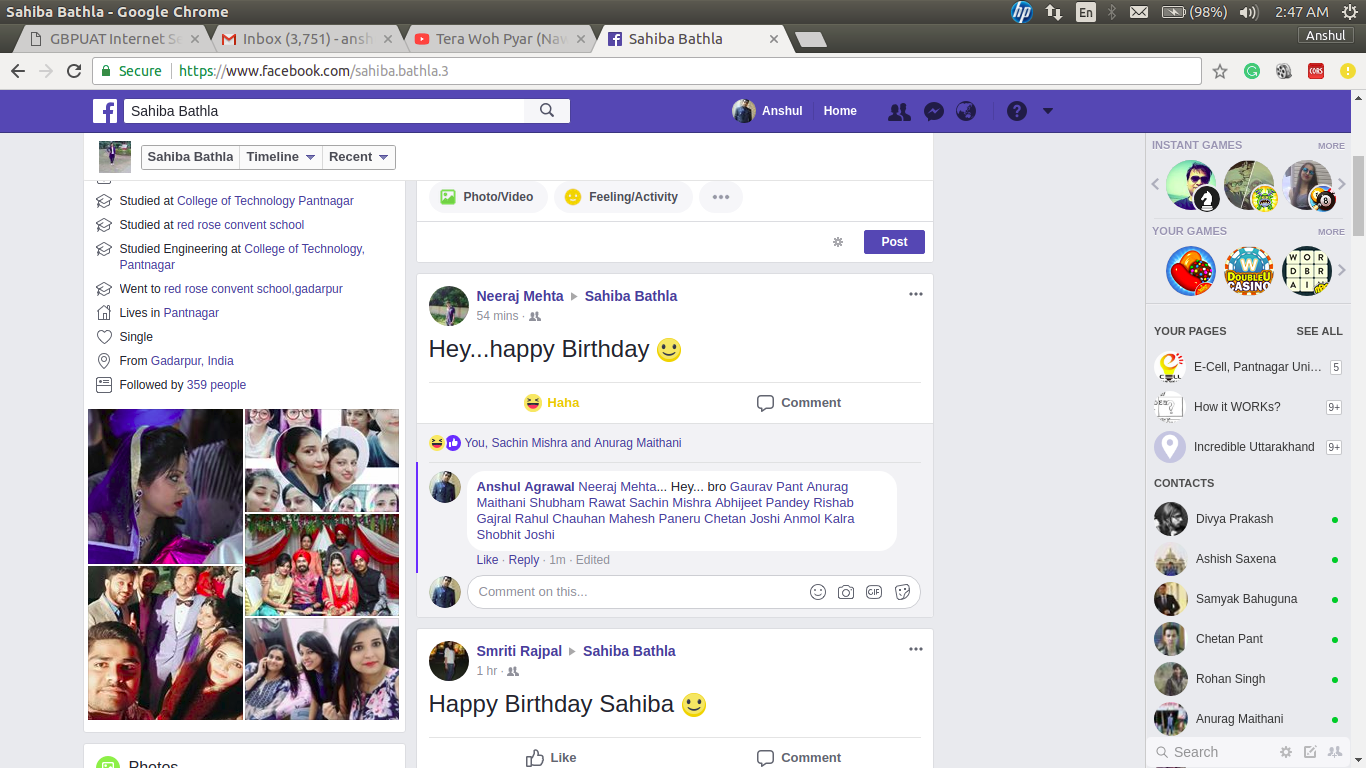 Sahiba Bathla - Google Chrome
En
(98%)
2:47 AM
GBPUAT Internet Se
Inbox (3,751) - ansh
Tera Woh Pyar (Naw
Sahiba Bathla
Anshul
Secure
https://www.facebook.com/sahiba.bathla.3
CORS
Sahiba Bathla
Anshul
Home
Sahiba Bathla
Timeline
Recent
Studied at College of Technology Pantnagar
Studied at red rose convent school
Studied Engineering at College of Technology,
Pantnagar
Went to red rose convent school,gadarpur
Lives in Pantnagar
Single
From Gadarpur, India
Followed by 359 people
Photos
Photo/Video
Feeling/Activity
Post
Neeraj Mehta
Sahiba Bathla
54 mins ·
Hey...happy Birthday 🙂
Haha
Comment
You, Sachin Mishra and Anurag Maithani
Anshul Agrawal Neeraj Mehta... Hey... bro Gaurav Pant Anurag
Maithani Shubham Rawat Sachin Mishra Abhijeet Pandey Rishab
Gajral Rahul Chauhan Mahesh Paneru Chetan Joshi Anmol Kalra
Shobhit Joshi
Like · Reply · 1m · Edited
Comment on this...
GIF
Smriti Rajpal
Sahiba Bathla
1 hr ·
Happy Birthday Sahiba 🙂
Like
Comment
INSTANT GAMES
MORE
8
YOUR GAMES
MORE
W
DOUBLEU
CASINO
WOR
DBR
AI
YOUR PAGES
SEE ALL
E-Cell, Pantnagar Uni...
5
How it WORKs?
9+
Incredible Uttarakhand
9+
CONTACTS
Divya Prakash
Ashish Saxena
Samyak Bahuguna
Chetan Pant
Rohan Singh
Anurag Maithani
Search